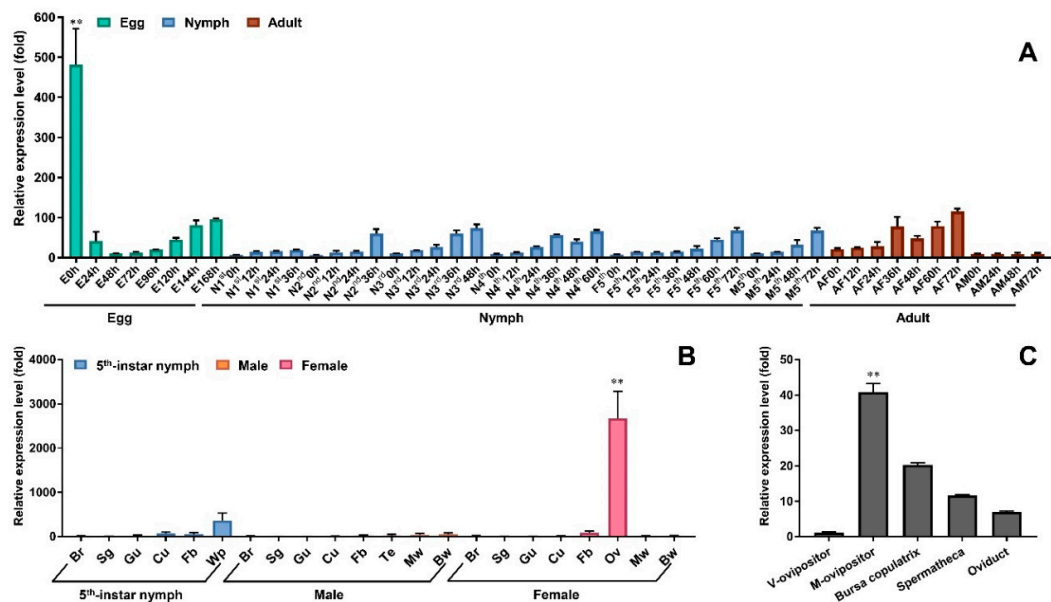 600
500
400
300
200
100
0
Relative expression level (fold)
**
Egg Nymph Adult
A
E0h E24h E48h E72h E96h E120h E144h E168h N1st0h N1st12h N1st24h N1st36h N2nd0h N2nd12h N2nd24h N2nd36h N3rd0h N3rd12h N3rd24h N3rd36h N3rd48h N4th0h N4th12h N4th24h N4th36h N4th48h N4th60h F5th0h F5th12h F5th24h F5th36h F5th48h F5th60h F5th72h M5th0h M5th24h M5th48h M5th72h AF0h AF12h AF24h AF36h AF48h AF60h AF72h AM0h AM24h AM48h AM72h
Egg Nymph Adult
4000
3000
2000
1000
0
Relative expression level (fold)
5th-instar nymph Male Female
**
B
Br Sg Gu Cu Fb Wp Br Sg Gu Cu Fb Te Mw Bw Br Sg Gu Cu Fb Ov Mw Bw
5th-instar nymph Male Female
50
40
30
20
10
0
Relative expression level (fold)
**
C
V-ovipositor
M-ovipositor
Bursa copulatrix
Spermatheca
Oviduct